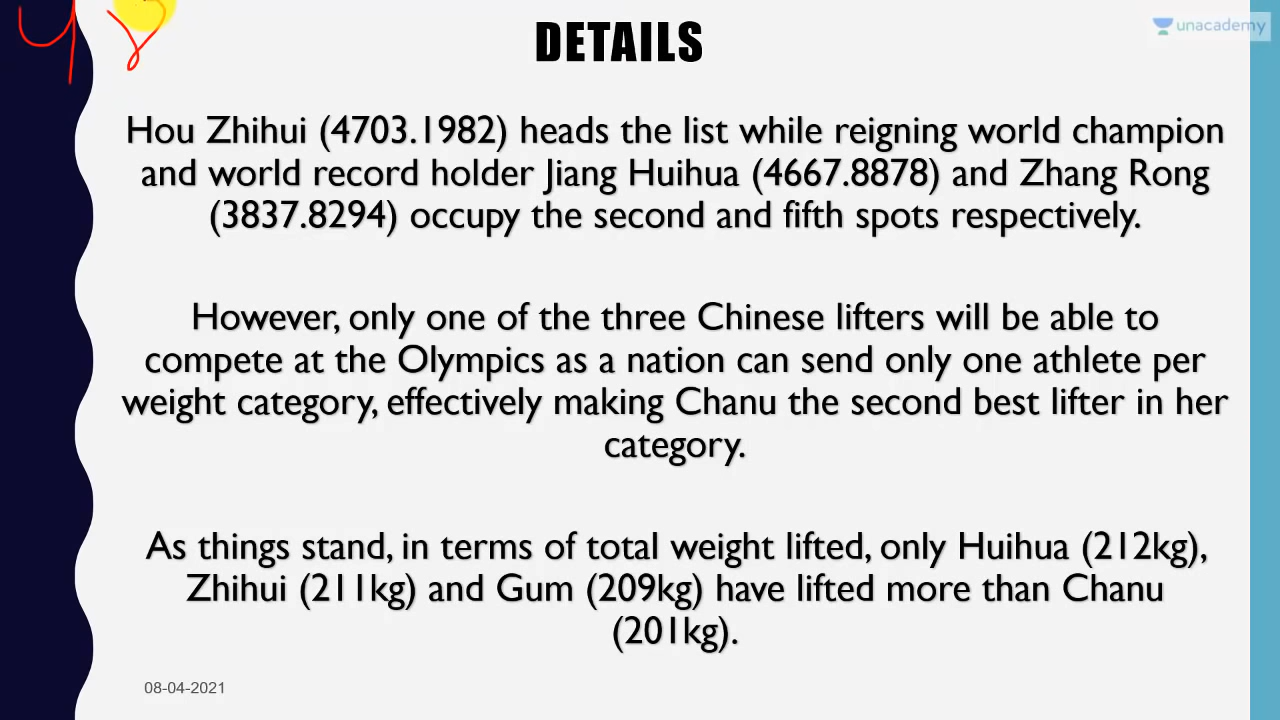 DETAILS
unacademy
Hou Zhihui (4703.1982) heads the list while reigning world champion
and world record holder Jiang Huihua (4667.8878) and Zhang Rong
(3837.8294) occupy the second and fifth spots respectively.
However, only one of the three Chinese lifters will be able to
compete at the Olympics as a nation can send only one athlete per
weight category, effectively making Chanu the second best lifter in her
category.
As things stand, in terms of total weight lifted, only Huihua (212kg),
Zhihui (211kg) and Gum (209kg) have lifted more than Chanu
(201kg).
08-04-2021